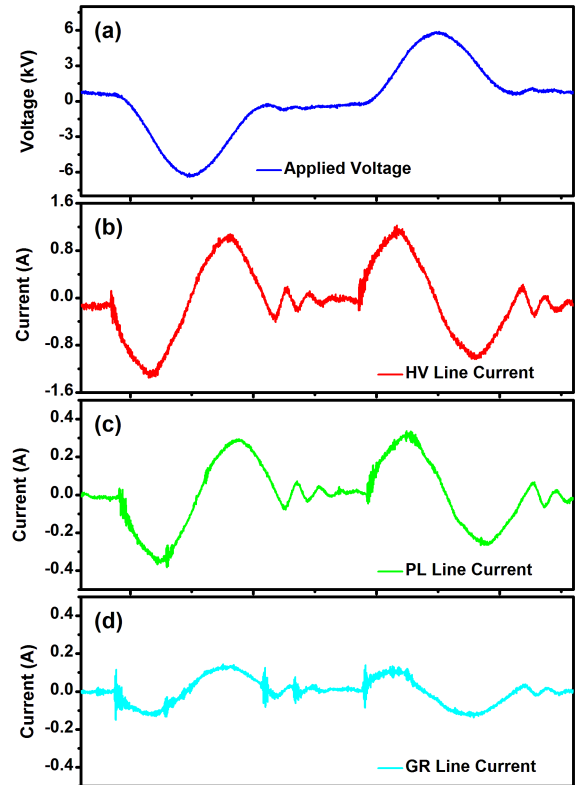 (a)
6
3
0
-3
-6
Voltage (kV)
Applied Voltage
(b)
1.6
0.8
0.0
-0.8
-1.6
Current (A)
HV Line Current
(c)
0.4
0.2
0.0
-0.2
-0.4
Current (A)
PL Line Current
(d)
0.4
0.2
0.0
-0.2
-0.4
Current (A)
GR Line Current